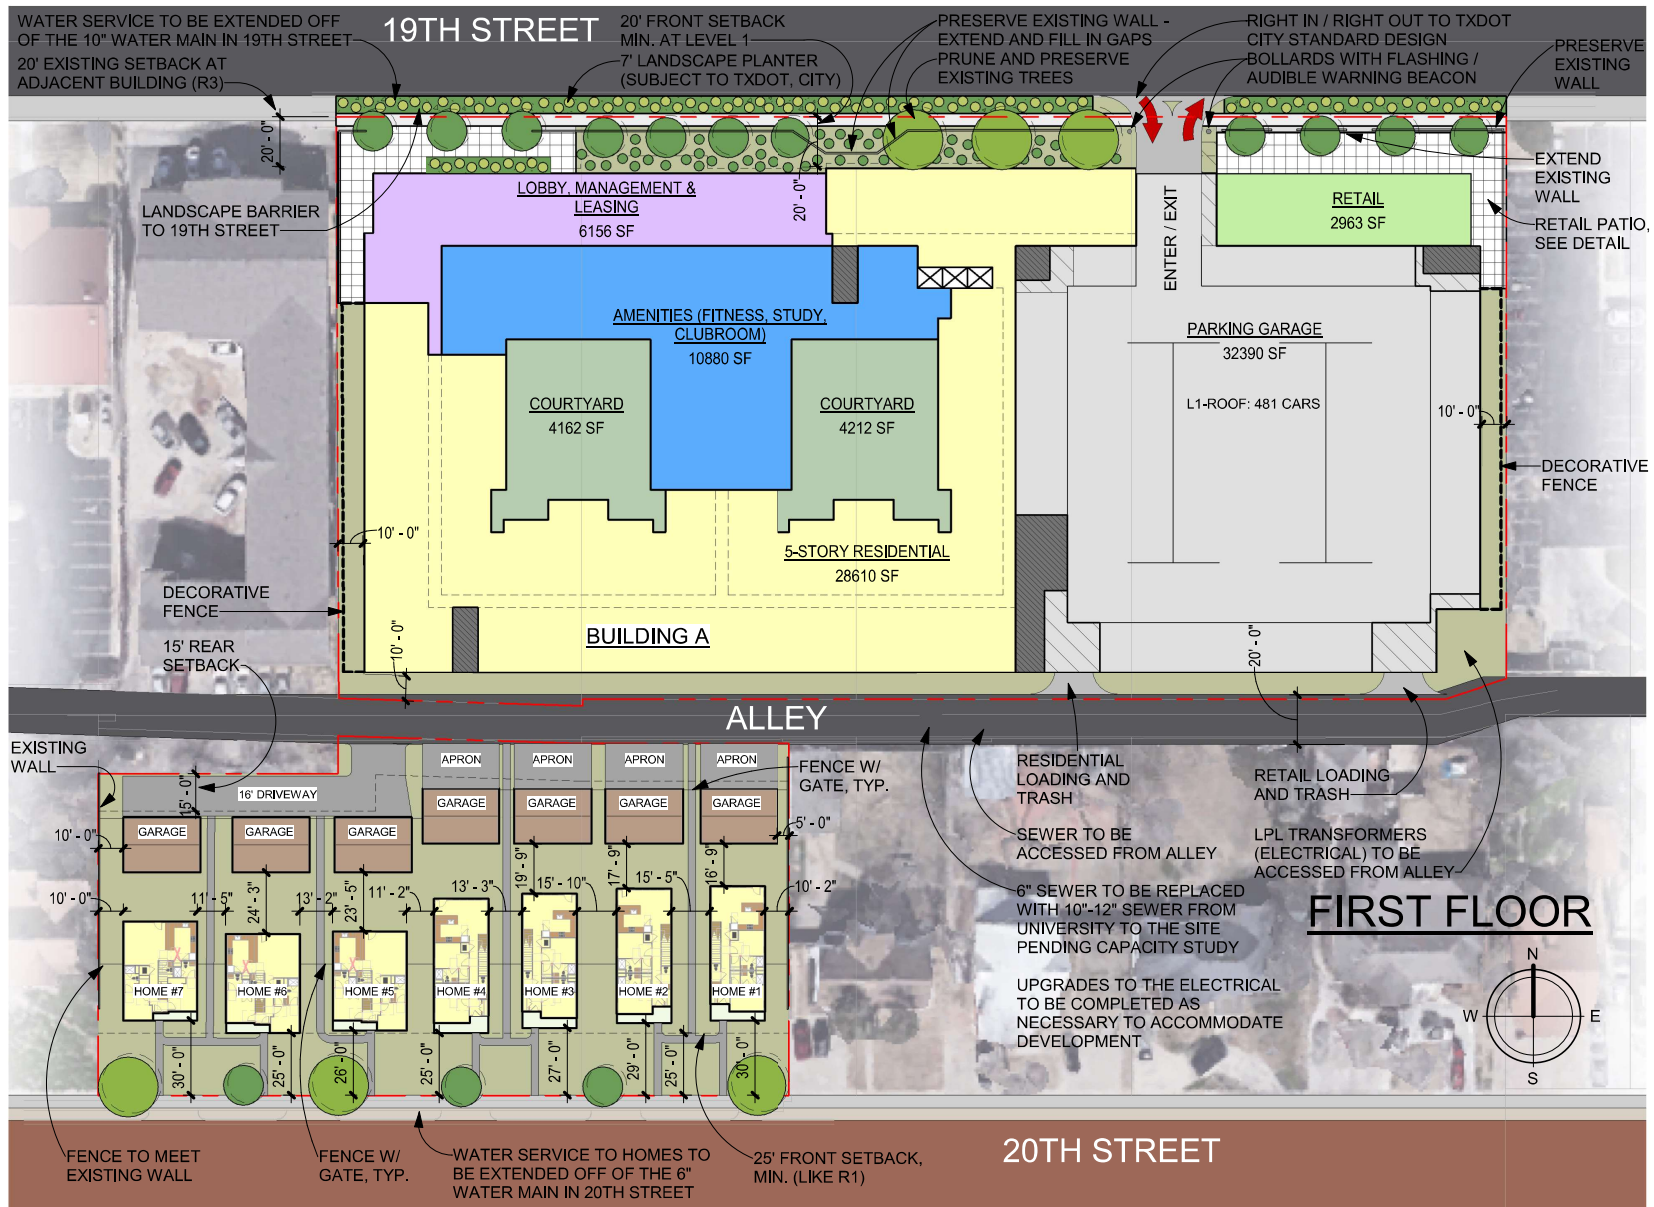 WATER SERVICE TO BE EXTENDED OFF
OF THE 10" WATER MAIN IN 19TH STREET
20' EXISTING SETBACK AT
ADJACENT BUILDING (R3)
19TH STREET
20' FRONT SETBACK
MIN. AT LEVEL 1
7' LANDSCAPE PLANTER
(SUBJECT TO TXDOT, CITY)
PRESERVE EXISTING WALL -
EXTEND AND FILL IN GAPS
PRUNE AND PRESERVE
EXISTING TREES
RIGHT IN / RIGHT OUT TO TXDOT
CITY STANDARD DESIGN
BOLLARDS WITH FLASHING /
AUDIBLE WARNING BEACON
PRESERVE
EXISTING
WALL
20' - 0"
LANDSCAPE BARRIER
TO 19TH STREET
LOBBY, MANAGEMENT &
LEASING
6156 SF
20' - 0"
ENTER / EXIT
RETAIL
2963 SF
EXTEND
EXISTING
WALL
RETAIL PATIO,
SEE DETAIL
AMENITIES (FITNESS, STUDY,
CLUBROOM)
10880 SF
PARKING GARAGE
32390 SF
L1-ROOF: 481 CARS
COURTYARD
4162 SF
COURTYARD
4212 SF
10' - 0"
DECORATIVE
FENCE
10' - 0"
5-STORY RESIDENTIAL
28610 SF
DECORATIVE
FENCE
15' REAR
SETBACK
BUILDING A
10' - 0"
20' - 0"
ALLEY
EXISTING
WALL
15' - 0"
16' DRIVEWAY
APRON
APRON
APRON
APRON
GARAGE
GARAGE
GARAGE
GARAGE
FENCE W/
GATE, TYP.
5' - 0"
10' - 0"
GARAGE
GARAGE
GARAGE
RESIDENTIAL
LOADING AND
TRASH
RETAIL LOADING
AND TRASH
SEWER TO BE
ACCESSED FROM ALLEY
LPL TRANSFORMERS
(ELECTRICAL) TO BE
ACCESSED FROM ALLEY
10' - 0"
11' - 5"
24' - 3"
13' - 2"
23' - 5"
11' - 2"
13' - 3"
19' - 9"
15' - 10"
17' - 9"
15' - 5"
16' - 9"
10' - 2"
6" SEWER TO BE REPLACED
WITH 10"-12" SEWER FROM
UNIVERSITY TO THE SITE
PENDING CAPACITY STUDY
FIRST FLOOR
UPGRADES TO THE ELECTRICAL
TO BE COMPLETED AS
NECESSARY TO ACCOMMODATE
DEVELOPMENT
N
W
E
S
HOME #7
HOME #6
HOME #5
HOME #4
HOME #3
HOME #2
HOME #1
30' - 0"
25' - 0"
26' - 0"
25' - 0"
27' - 0"
29' - 0"
25' - 0"
30' - 0"
FENCE TO MEET
EXISTING WALL
FENCE W/
GATE, TYP.
WATER SERVICE TO HOMES TO
BE EXTENDED OFF OF THE 6"
WATER MAIN IN 20TH STREET
25' FRONT SETBACK,
MIN. (LIKE R1)
20TH STREET